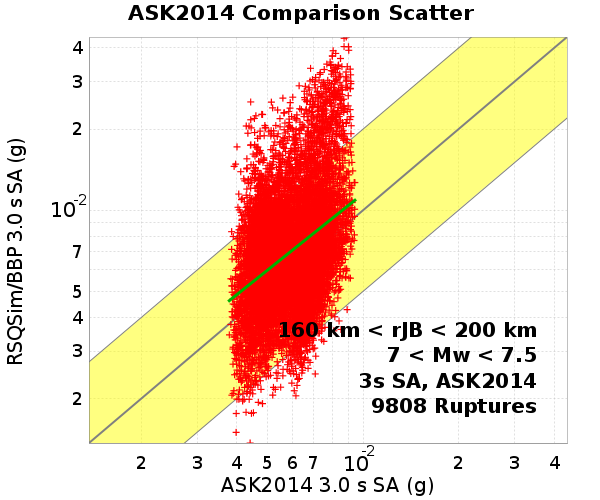 ASK2014 Comparison Scatter
RSQSim/BBP 3.0 s SA (g)
4
3
2
10-2
7
5
4
3
2
160 km < rJB < 200 km
7 < Mw < 7.5
3s SA, ASK2014
9808 Ruptures
2 3 4 5 6 7 10-2 2 3 4
ASK2014 3.0 s SA (g)